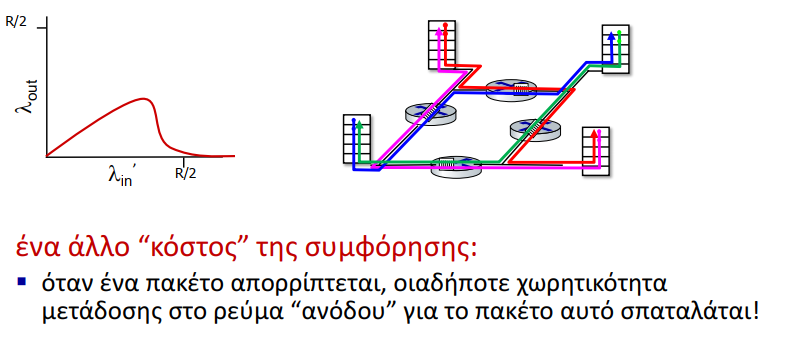 R/2
λout
λin′
R/2
ένα άλλο “κόστος” της συμφόρησης:
▪ όταν ένα πακέτο απορρίπτεται, οιαδήποτε χωρητικότητα
μετάδοσης στο ρεύμα “ανόδου” για το πακέτο αυτό σπαταλάται!